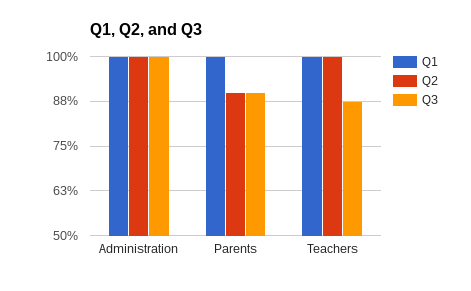 Q1, Q2, and Q3
100%
88%
75%
63%
50%
Administration
Parents
Teachers
Q1
Q2
Q3